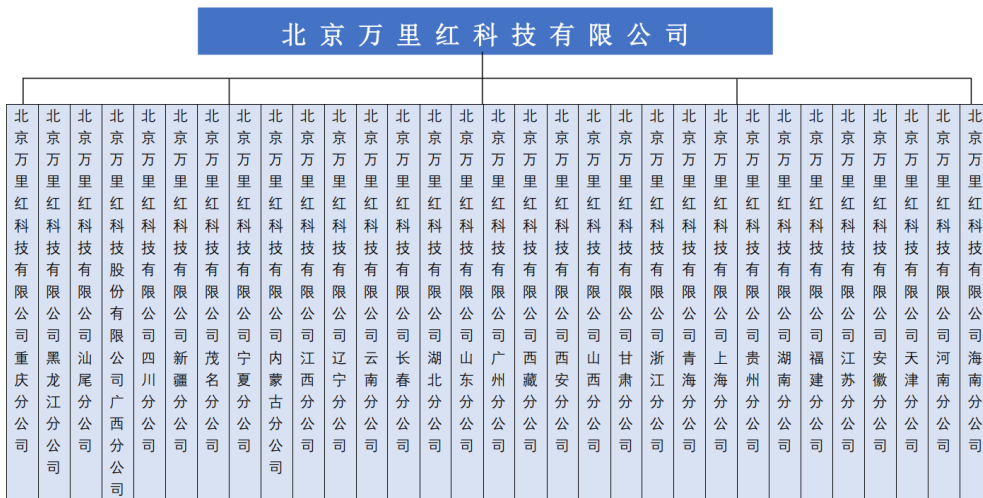 北京万里红科技有限公司
北京万里红科技有限公司重庆分公司
北京万里红科技有限公司黑龙江分公司
北京万里红科技有限公司汕尾分公司
北京万里红科技股份有限公司广西分公司
北京万里红科技有限公司四川分公司
北京万里红科技有限公司新疆分公司
北京万里红科技有限公司茂名分公司
北京万里红科技有限公司宁夏分公司
北京万里红科技有限公司内蒙古分公司
北京万里红科技有限公司江西分公司
北京万里红科技有限公司辽宁分公司
北京万里红科技有限公司云南分公司
北京万里红科技有限公司长春分公司
北京万里红科技有限公司湖北分公司
北京万里红科技有限公司山东分公司
北京万里红科技有限公司广州分公司
北京万里红科技有限公司西藏分公司
北京万里红科技有限公司西安分公司
北京万里红科技有限公司山西分公司
北京万里红科技有限公司甘肃分公司
北京万里红科技有限公司浙江分公司
北京万里红科技有限公司青海分公司
北京万里红科技有限公司上海分公司
北京万里红科技有限公司贵州分公司
北京万里红科技有限公司湖南分公司
北京万里红科技有限公司福建分公司
北京万里红科技有限公司江苏分公司
北京万里红科技有限公司安徽分公司
北京万里红科技有限公司天津分公司
北京万里红科技有限公司河南分公司
北京万里红科技有限公司海南分公司